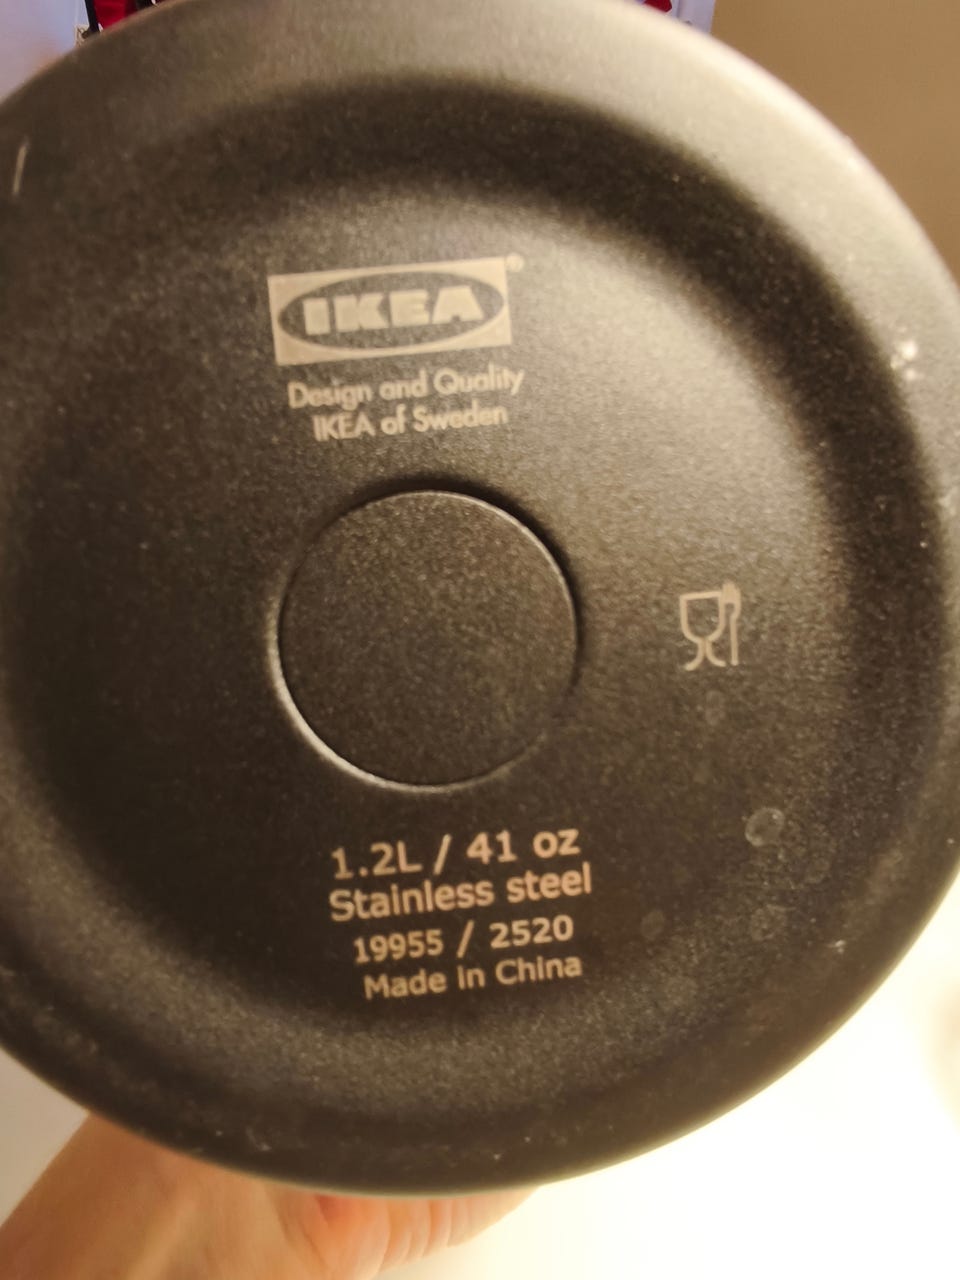 IKEA®
Design and Quality
IKEA of Sweden
1.2L / 41 oz
Stainless steel
19955 / 2520
Made in China